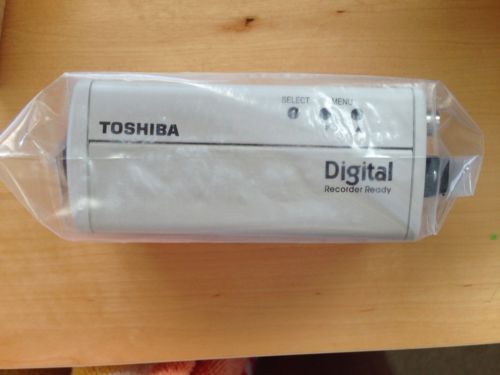 SELECT MENU
TOSHIBA
Digital
Recorder Ready